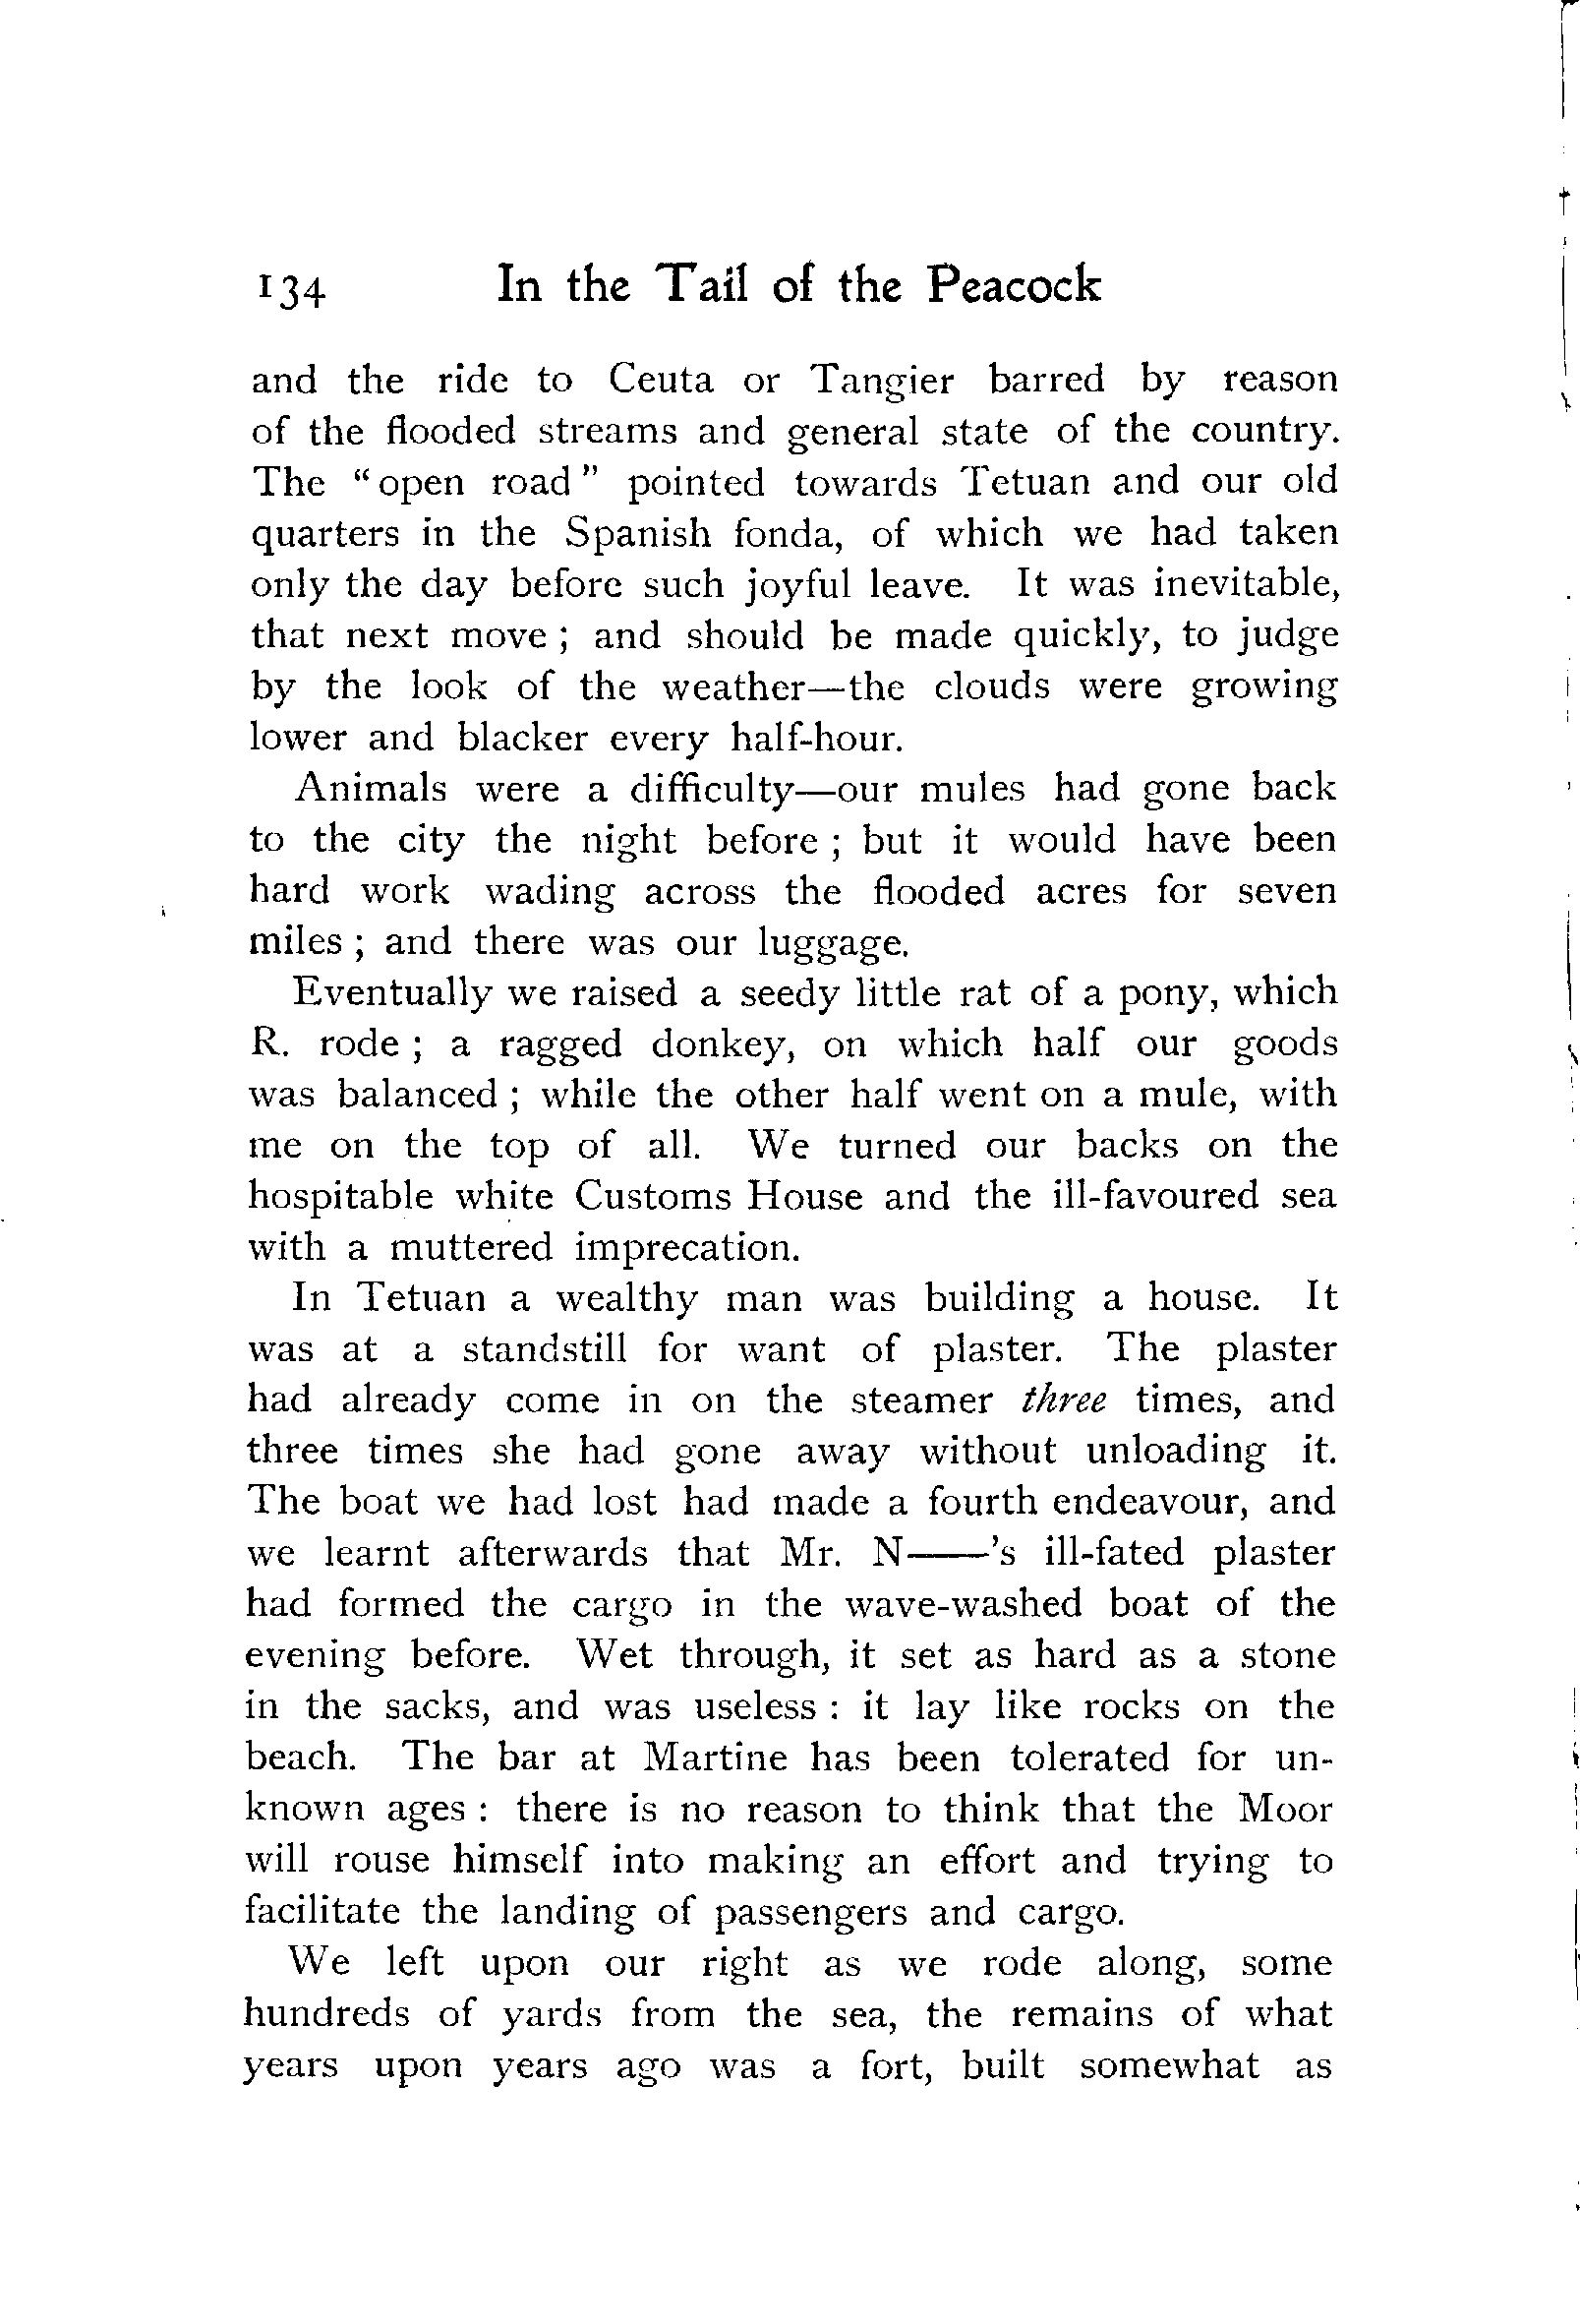 134 In the Tail of the Peacock
and the ride to Ceuta or Tangier barred by reason
of the flooded streams and general state of the country.
The “open road” pointed towards Tetuan and our old
quarters in the Spanish fonda, of which we had taken
only the day before such joyful leave. It was inevitable,
that next move ; and should be made quickly, to judge
by the look of the weather—the clouds were growing
lower and blacker every half-hour.
Animals were a difficulty—our mules had gone back
to the city the night before ; but it would have been
hard work wading across the flooded acres for seven
miles ; and there was our luggage.
Eventually we raised a seedy little rat of a pony, which
R. rode ; a ragged donkey, on which half our goods
was balanced ; while the other half went on a mule, with
me on the top of all. We turned our backs on the
hospitable white Customs House and the ill-favoured sea
with a muttered imprecation.
In Tetuan a wealthy man was building a house. It
was at a standstill for want of plaster. The plaster
had already come in on the steamer three times, and
three times she had gone away without unloading it.
The boat we had lost had made a fourth endeavour, and
we learnt afterwards that Mr. N——’s ill-fated plaster
had formed the cargo in the wave-washed boat of the
evening before. Wet through, it set as hard as a stone
in the sacks, and was useless : it lay like rocks on the
beach. The bar at Martine has been tolerated for un-
known ages : there is no reason to think that the Moor
will rouse himself into making an effort and trying to
facilitate the landing of passengers and cargo.
We left upon our right as we rode along, some
hundreds of yards from the sea, the remains of what
years upon years ago was a fort, built somewhat as